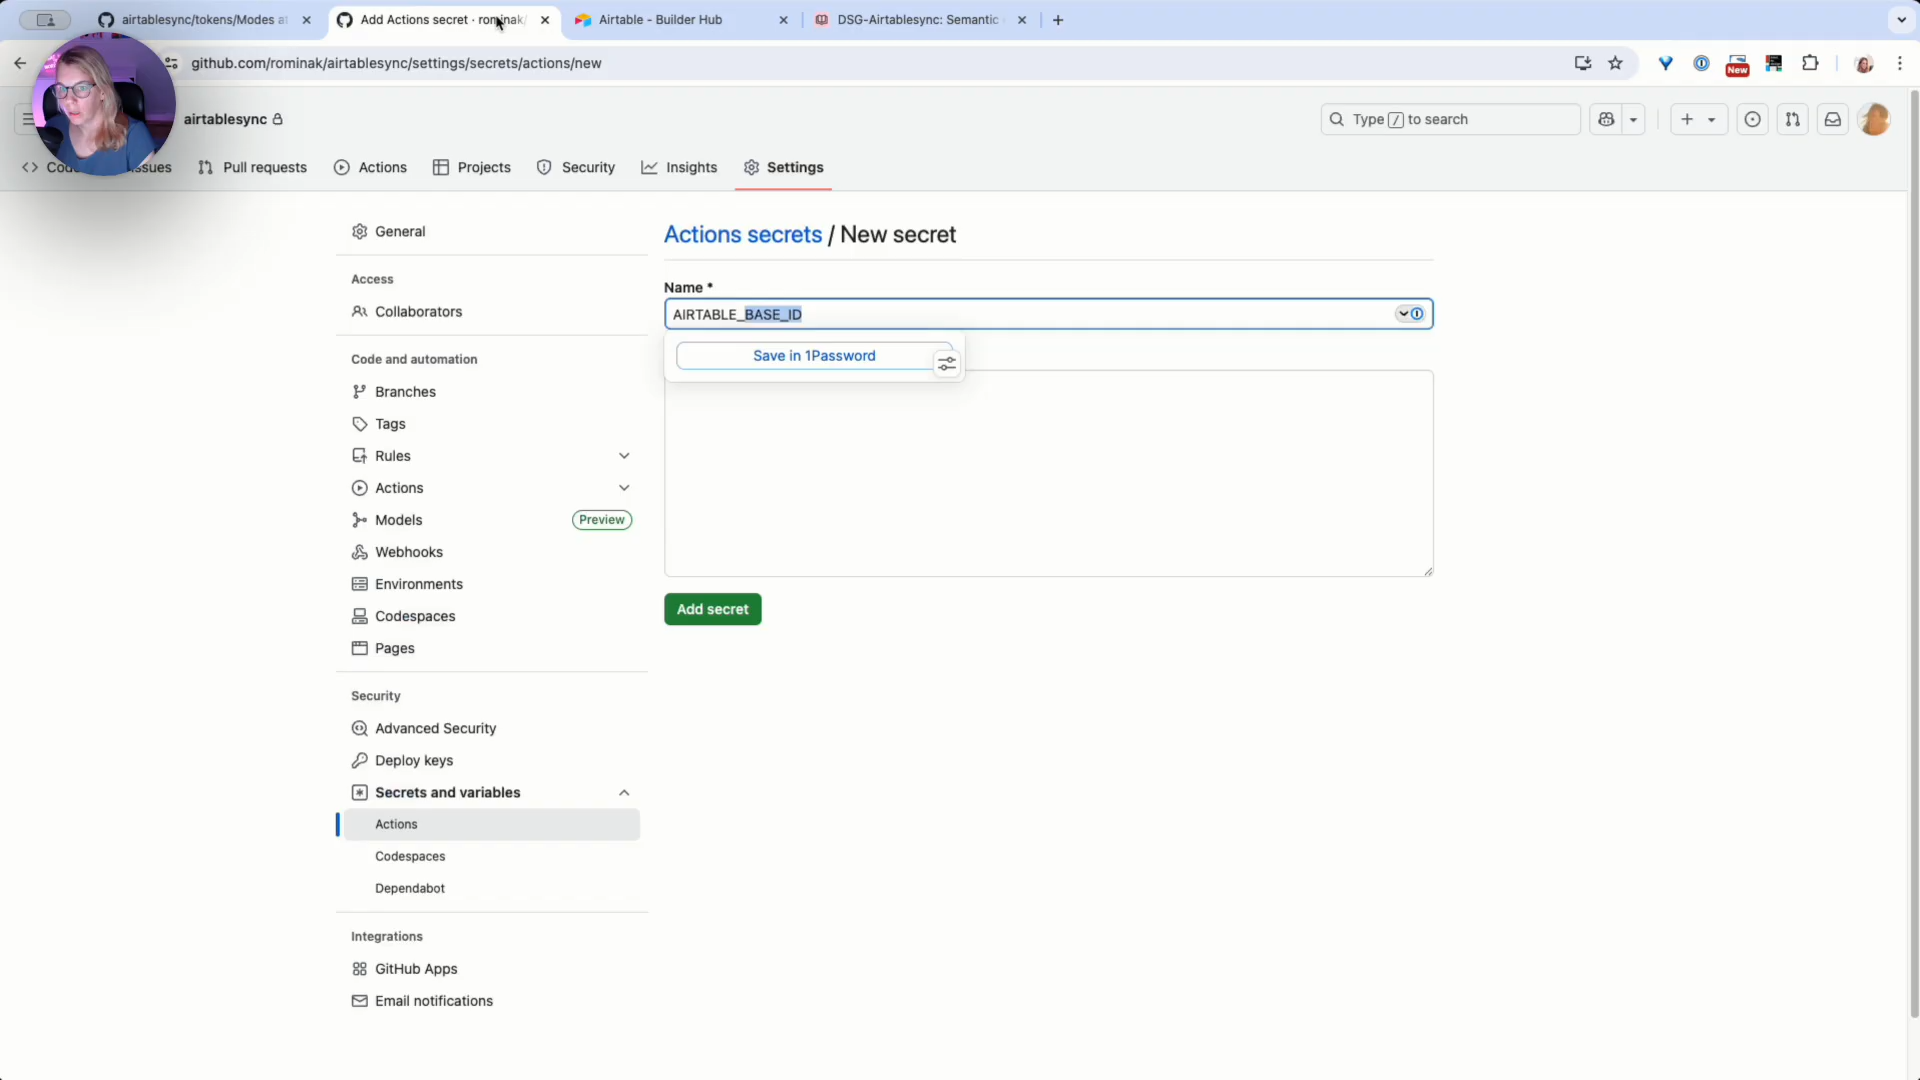 airtablesync/tokens/Modes at
Add Actions secret · rominak/
Airtable - Builder Hub
DSG-Airtablesync: Semantic
github.com/rominak/airtablesync/settings/secrets/actions/new
New
airtablesync
Type / to search
Pull requests
Actions
Projects
Security
Insights
Settings
General
Access
Collaborators
Code and automation
Branches
Tags
Rules
Actions
Models
Preview
Webhooks
Environments
Codespaces
Pages
Security
Advanced Security
Deploy keys
Secrets and variables
Actions
Codespaces
Dependabot
Integrations
GitHub Apps
Email notifications
Actions secrets / New secret
Name *
AIRTABLE_BASE_ID
Save in 1Password
Add secret